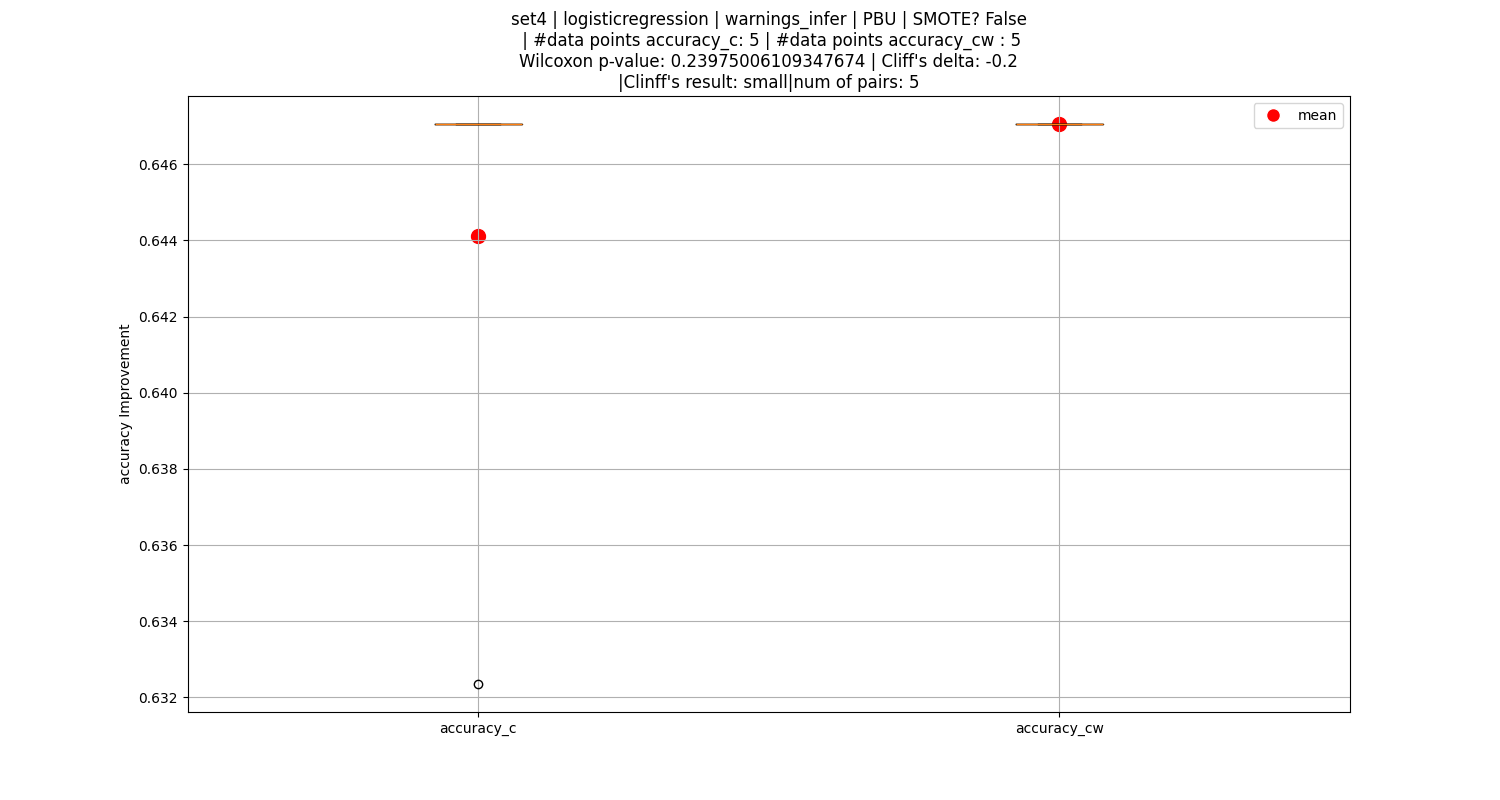 set4 | logisticregression | warnings_infer | PBU | SMOTE? False
| #data points accuracy_c: 5 | #data points accuracy_cw : 5
Wilcoxon p-value: 0.23975006109347674 | Cliff's delta: -0.2
|Clinff's result: small|num of pairs: 5
mean
0.646
0.644
0.642
0.640
0.638
0.636
0.634
0.632
accuracy Improvement
accuracy_c
accuracy_cw